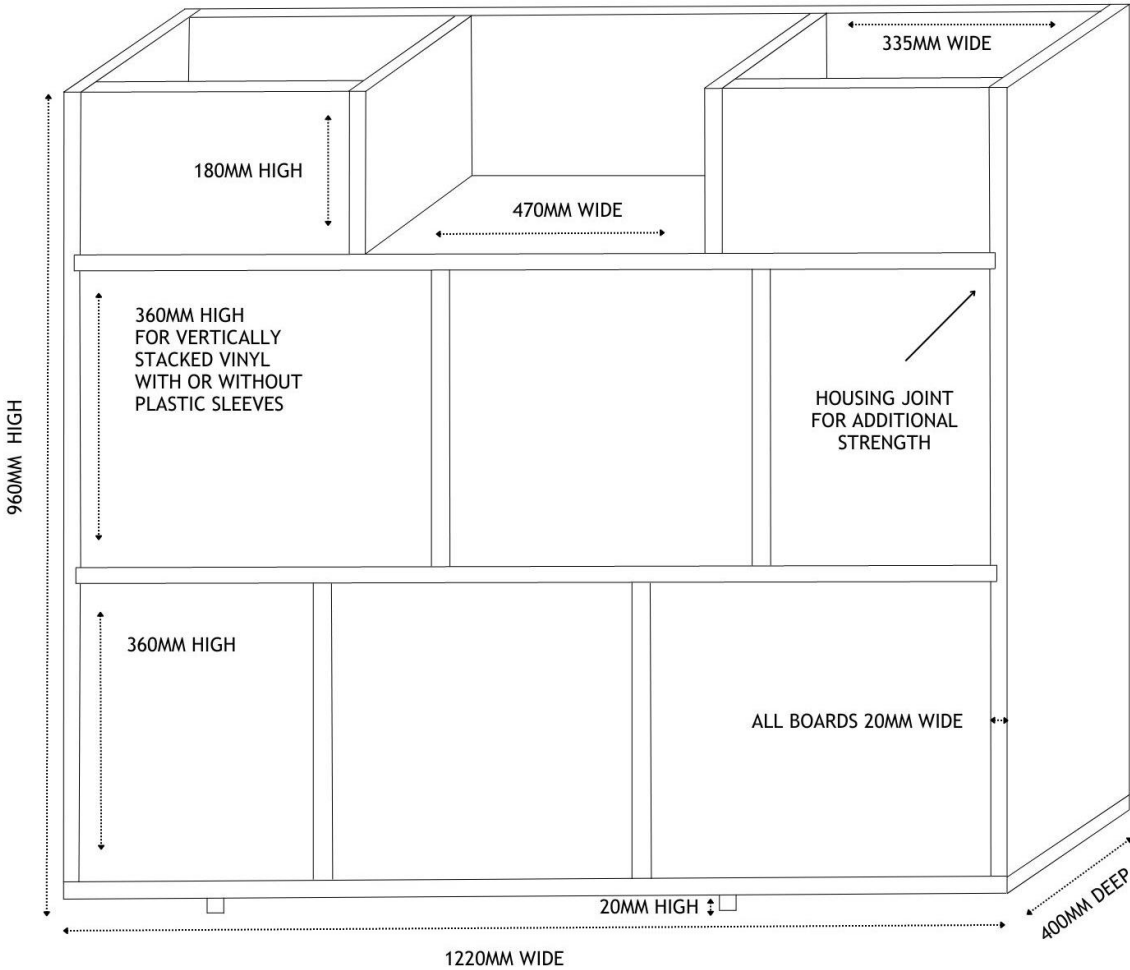 335MM WIDE
180MM HIGH
470MM WIDE
360MM HIGH
FOR VERTICALLY
STACKED VINYL
WITH OR WITHOUT
PLASTIC SLEEVES
HOUSING JOINT
FOR ADDITIONAL
STRENGTH
960MM HIGH
360MM HIGH
ALL BOARDS 20MM WIDE
20MM HIGH
400MM DEEP
1220MM WIDE